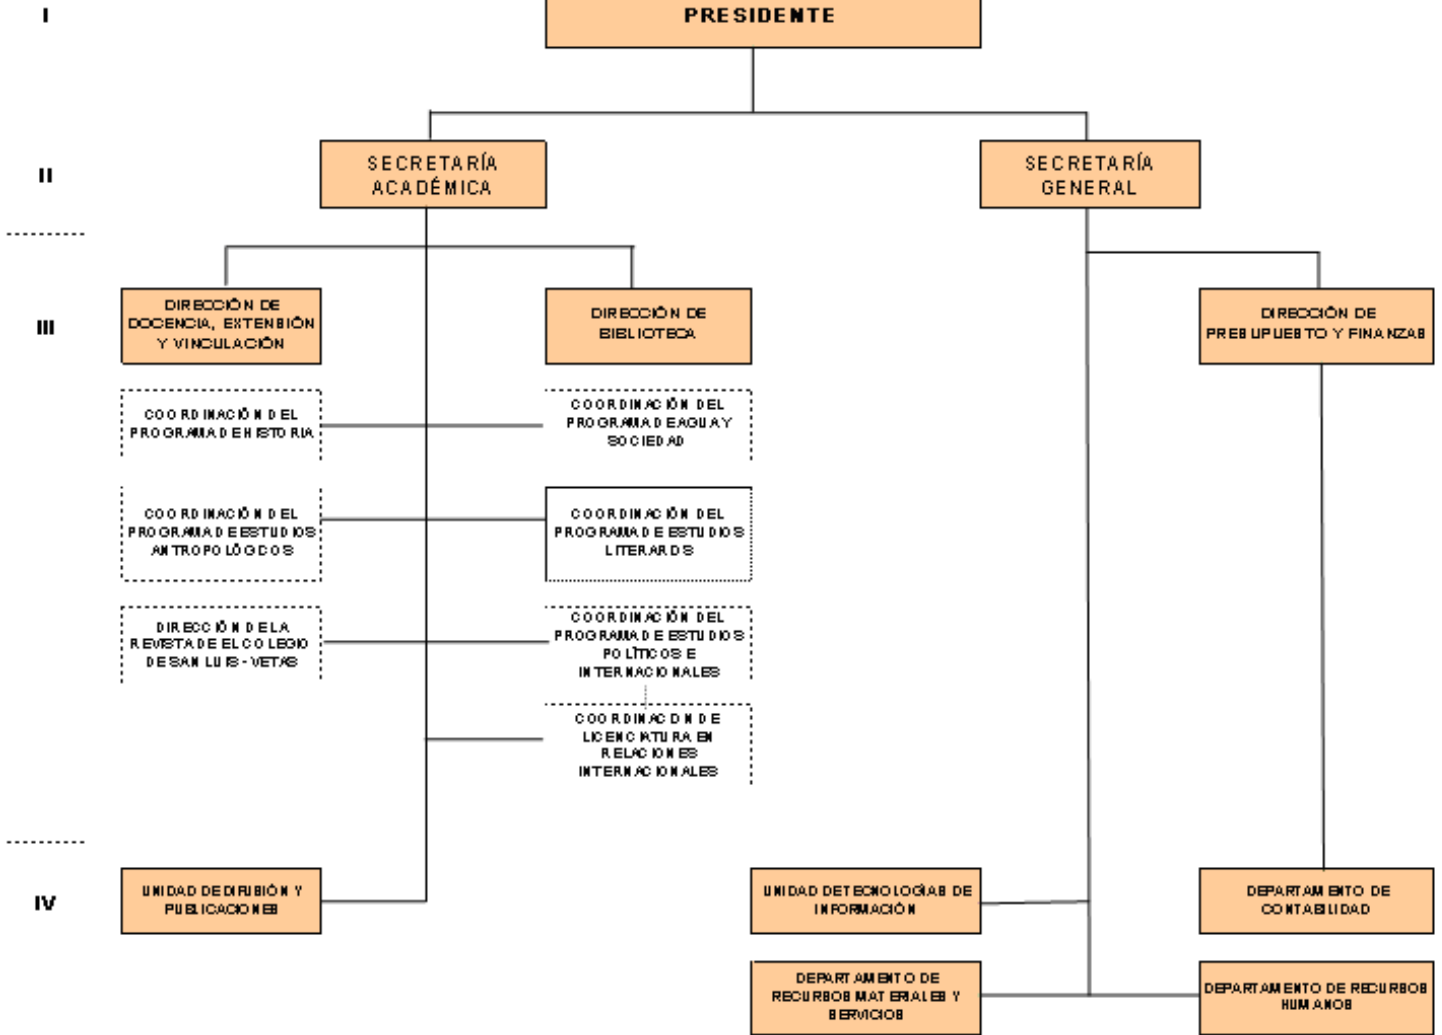 I
PRESIDENTE
II
SECRETARÍA
ACADÉMICA
SECRETARÍA
GENERAL
III
DIRECCIÓN DE
DOCENCIA, EXTENSIÓN
Y VINCULACIÓN
DIRECCIÓN DE
BIBLIOTECA
DIRECCIÓN DE
PRESUPUESTO Y FINANZAS
COORDINACIÓN DEL
PROGRAMA DE HISTORIA
COORDINACIÓN DEL
PROGRAMA DE AGUA Y
SOCIEDAD
COORDINACIÓN DEL
PROGRAMA DE ESTUDIOS
ANTROPOLÓGICOS
COORDINACIÓN DEL
PROGRAMA DE ESTUDIOS
LITERARIOS
DIRECCIÓN DE LA
REVISTA DE EL COLEGIO
DE SAN LUIS - VETAS
COORDINACIÓN DEL
PROGRAMA DE ESTUDIOS
POLÍTICOS E
INTERNACIONALES
COORDINACION DE
LICENCIATURA EN
RELACIONES
INTERNACIONALES
IV
UNIDAD DE DIFUSIÓN Y
PUBLICACIONES
UNIDAD DE TECNOLOGÍAS DE
INFORMACIÓN
DEPARTAMENTO DE
CONTABILIDAD
DEPARTAMENTO DE
RECURSOS MATERIALES Y
SERVICIOS
DEPARTAMENTO DE RECURSOS
HUMANOS